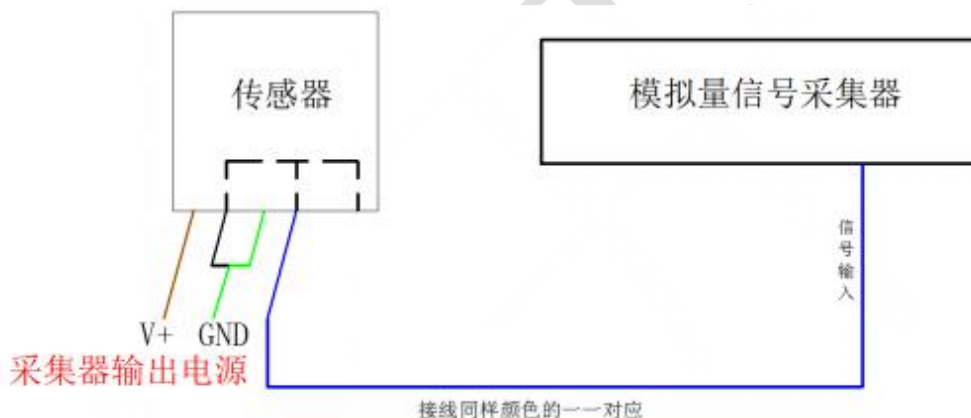 传感器
模拟量信号采集器
信号输入
V+ GND
采集器输出电源
接线同样颜色的一一对应